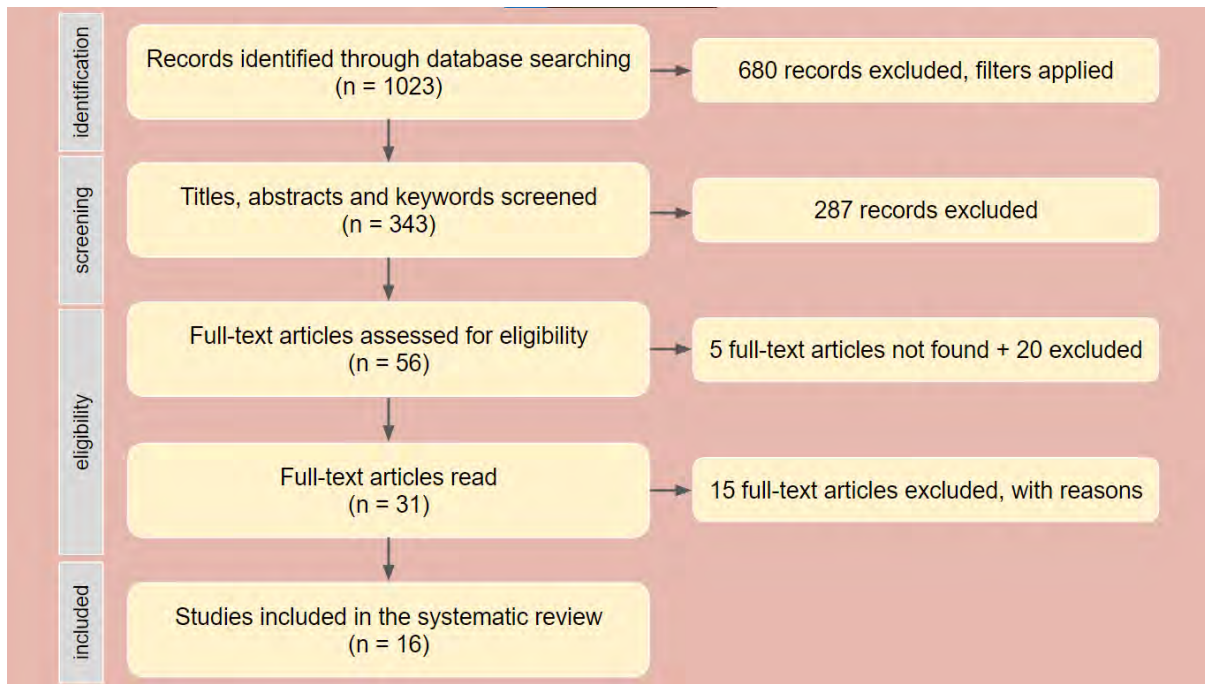 identification
Records identified through database searching
(n = 1023)
680 records excluded, filters applied
screening
Titles, abstracts and keywords screened
(n = 343)
287 records excluded
eligibility
Full-text articles assessed for eligibility
(n = 56)
5 full-text articles not found + 20 excluded
Full-text articles read
(n = 31)
15 full-text articles excluded, with reasons
included
Studies included in the systematic review
(n = 16)